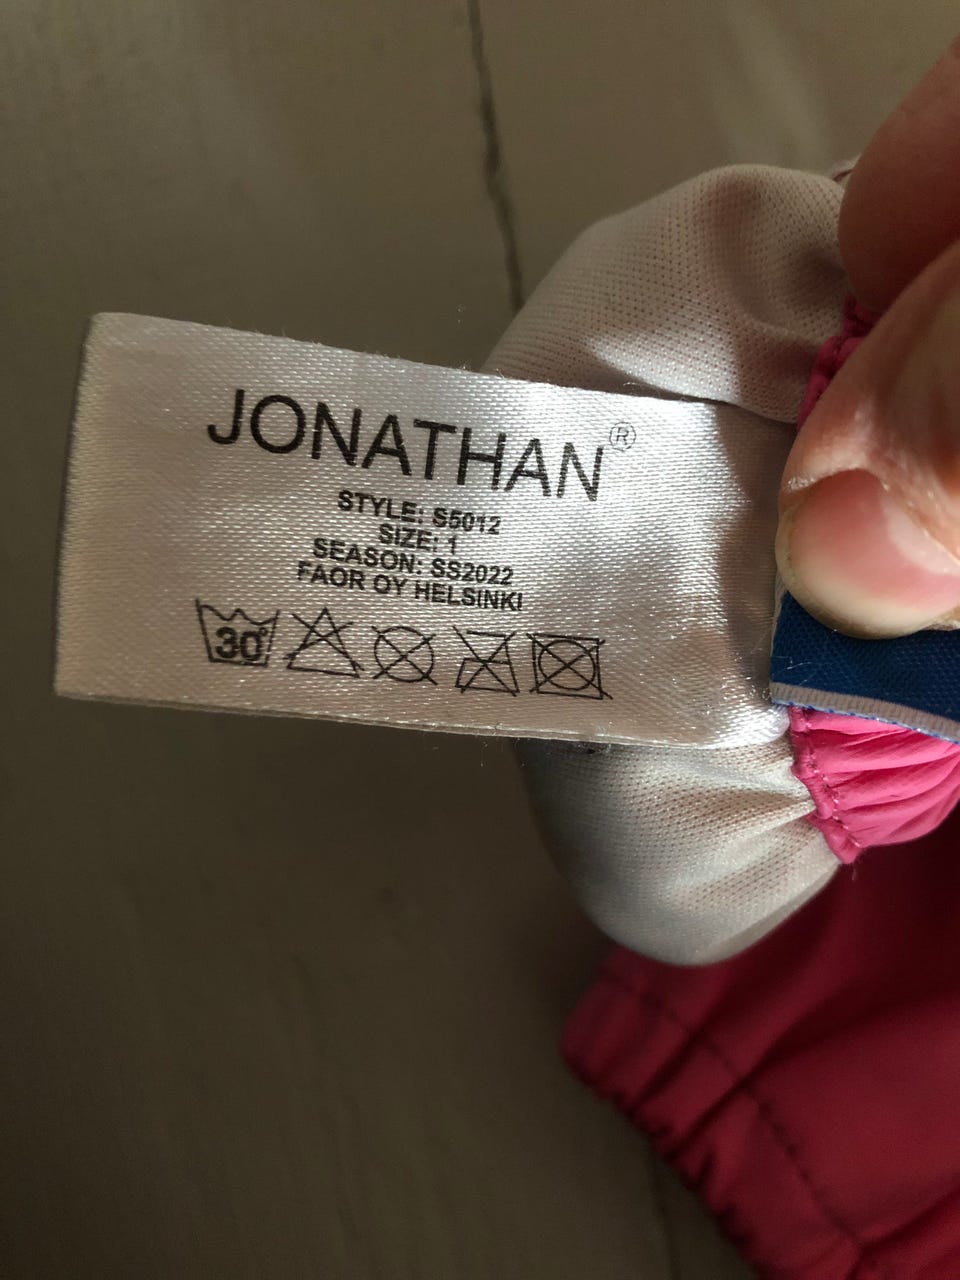 JONATHAN®
STYLE: S5012
SIZE: 1
SEASON: SS2022
FAOR OY HELSINKI
30°